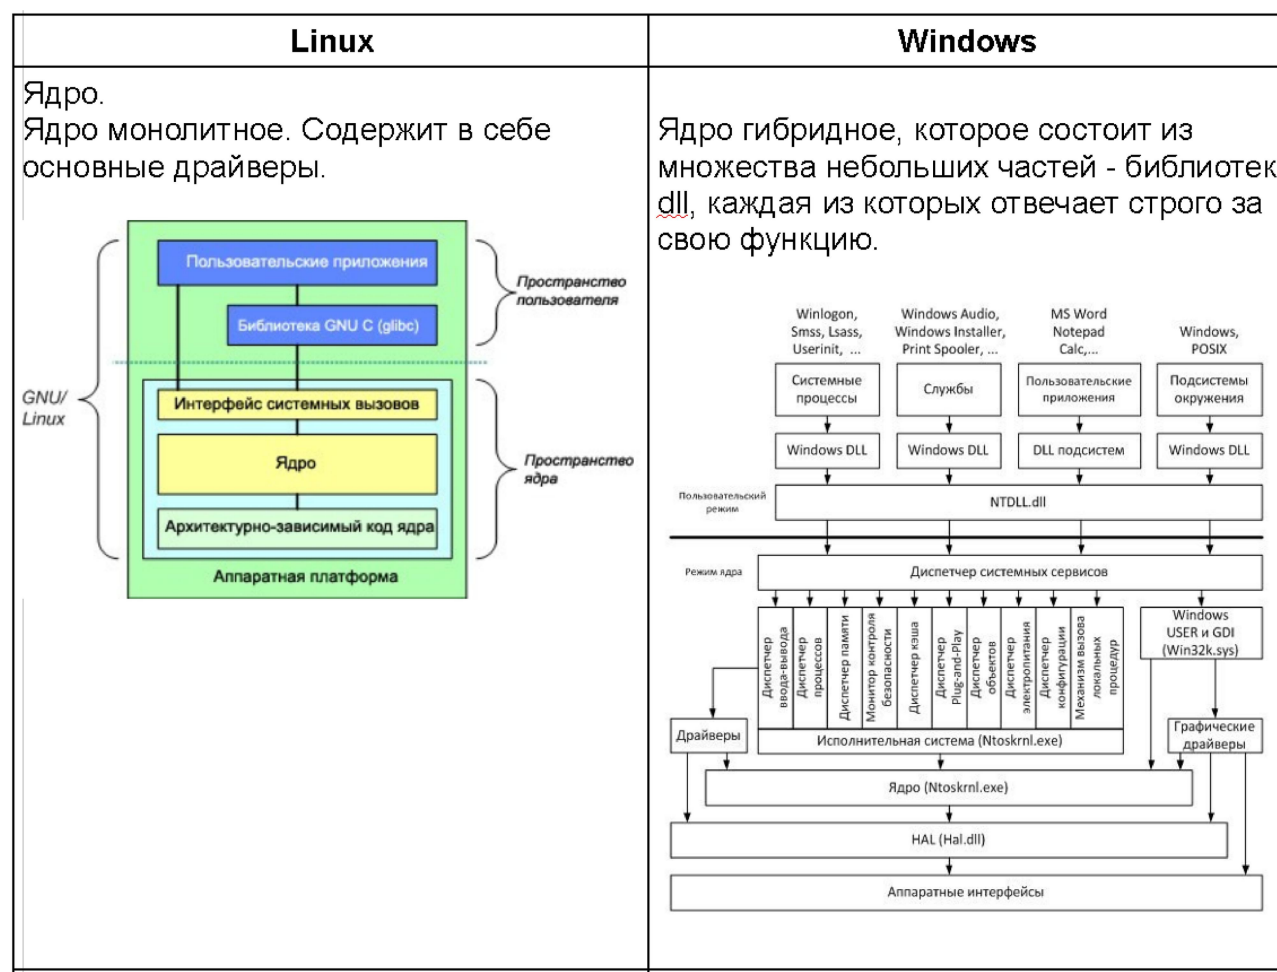 Linux
Windows
Ядро.
Ядро монолитное. Содержит в себе
основные драйверы.
Пользовательские приложения
Библиотека GNU C (glibc)
Пространство
пользователя
GNU/
Linux
Интерфейс системных вызовов
Ядро
Архитектурно-зависимый код ядра
Пространство
ядра
Аппаратная платформа
Ядро гибридное, которое состоит из
множества небольших частей - библиотек
dll, каждая из которых отвечает строго за
свою функцию.
Winlogon,
Smss, Lsass,
Userinit, ...
Windows Audio,
Windows Installer,
Print Spooler, ...
MS Word
Notepad
Calc,...
Windows,
POSIX
Системные
процессы
Службы
Пользовательские
приложения
Подсистемы
окружения
Windows DLL
Windows DLL
DLL подсистем
Windows DLL
Пользовательский
режим
NTDLL.dll
Режим ядра
Диспетчер системных сервисов
Диспетчер
ввода-вывода
Диспетчер
процессов
Диспетчер памяти
Монитор контроля
безопасности
Диспетчер кэша
Диспетчер
Plug-and-Play
Диспетчер
объектов
Диспетчер
электропитания
Диспетчер
конфигурации
Механизм вызова
локальных
процедур
Windows
USER и GDI
(Win32k.sys)
Драйверы
Исполнительная система (Ntoskrnl.exe)
Графические
драйверы
Ядро (Ntoskrnl.exe)
HAL (Hal.dll)
Аппаратные интерфейсы